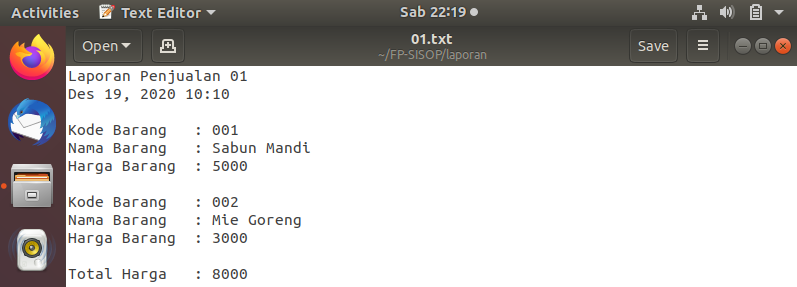 Activities Text Editor Sab 22:19
Open 01.txt Save
~/FP-SISOP/laporan
Laporan Penjualan 01
Des 19, 2020 10:10
Kode Barang : 001
Nama Barang : Sabun Mandi
Harga Barang : 5000
Kode Barang : 002
Nama Barang : Mie Goreng
Harga Barang : 3000
Total Harga : 8000